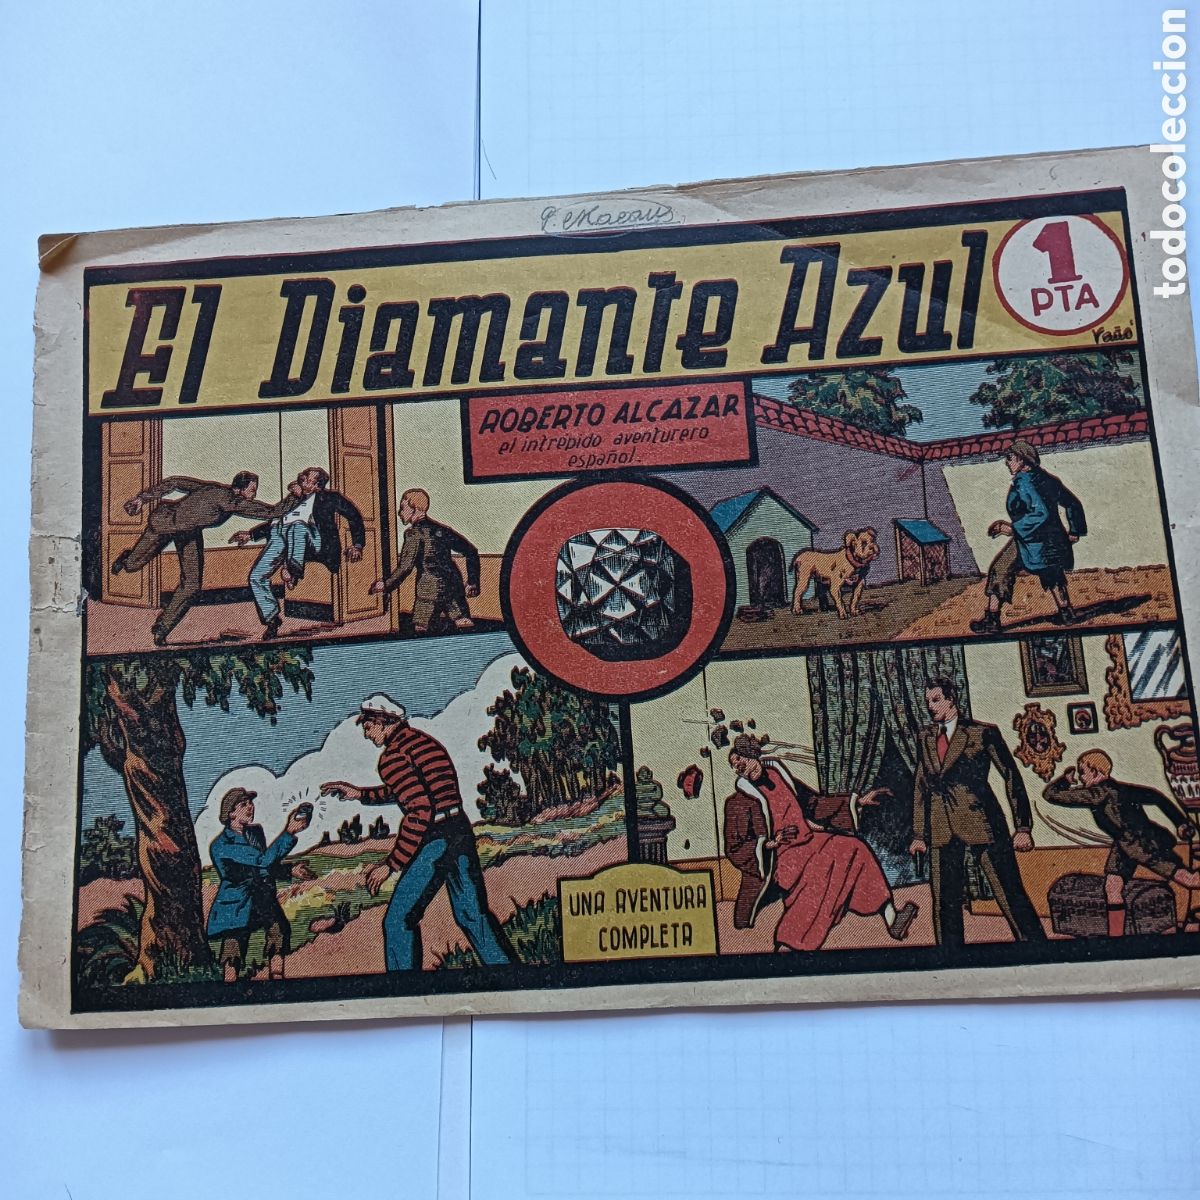 El Diamante Azul
1
PTA
Vañó
ROBERTO ALCAZAR
el intrépido aventurero
español.
UNA AVENTURA
COMPLETA
todocoleccion